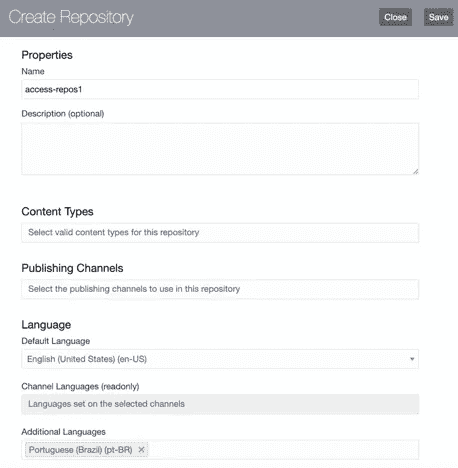 Create Repository
Close
Save
Properties
Name
access-repos1
Description (optional)
Content Types
Select valid content types for this repository
Publishing Channels
Select the publishing channels to use in this repository
Language
Default Language
English (United States) (en-US)
Channel Languages (readonly)
Languages set on the selected channels
Additional Languages
Portuguese (Brazil) (pt-BR)